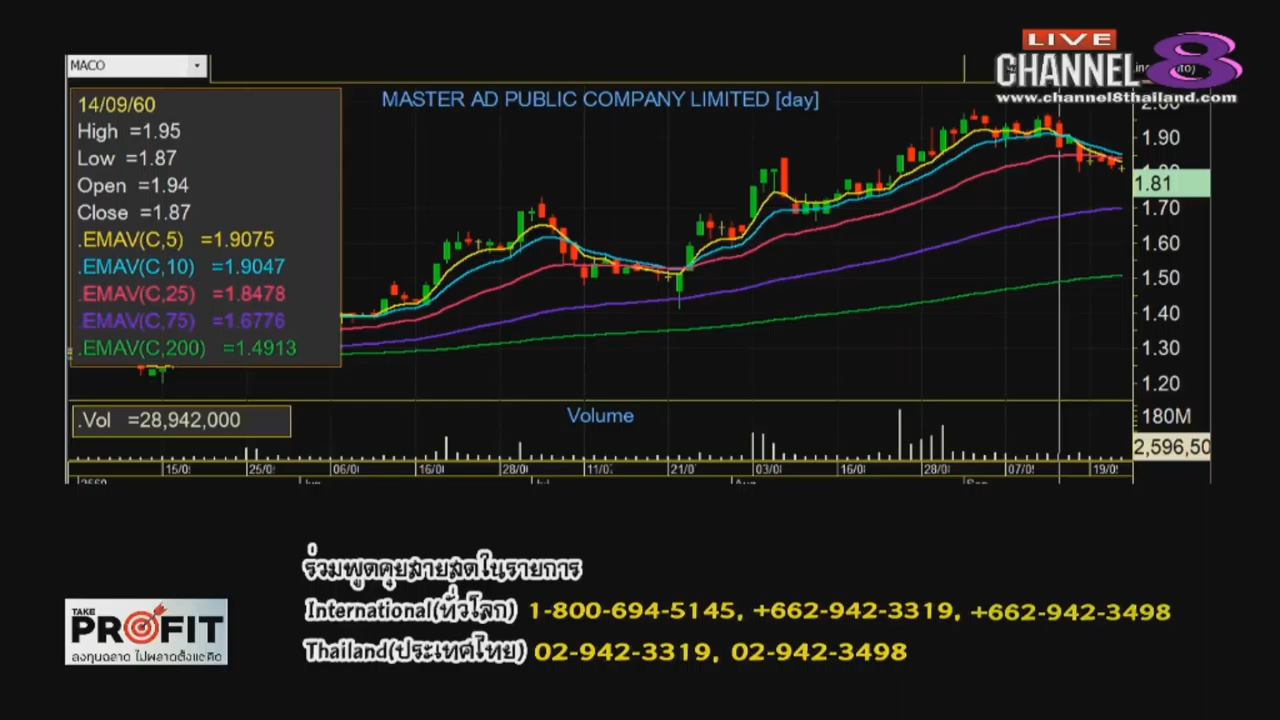 LIVE
CHANNEL 8
www.channel8thailand.com
MACO
MASTER AD PUBLIC COMPANY LIMITED [day]
14/09/60
High =1.95
Low =1.87
Open =1.94
Close =1.87
.EMAV(C,5) =1.9075
.EMAV(C,10) =1.9047
.EMAV(C,25) =1.8478
.EMAV(C,75) =1.6776
.EMAV(C,200) =1.4913
2.00
1.90
1.81
1.70
1.60
1.50
1.40
1.30
1.20
.Vol =28,942,000
Volume
180M
2,596,50
15/0 25/0 06/0 16/0 28/0 11/0 21/0 03/0 16/0 28/0 07/0 19/0
ร่วมพูดคุยสายสดในรายการ
International(ทั่วโลก) 1-800-694-5145, +662-942-3319, +662-942-3498
Thailand(ประเทศไทย) 02-942-3319, 02-942-3498
TAKE
PROFIT
ลงทุนฉลาด ไม่พลาดตั้งแต่คิด